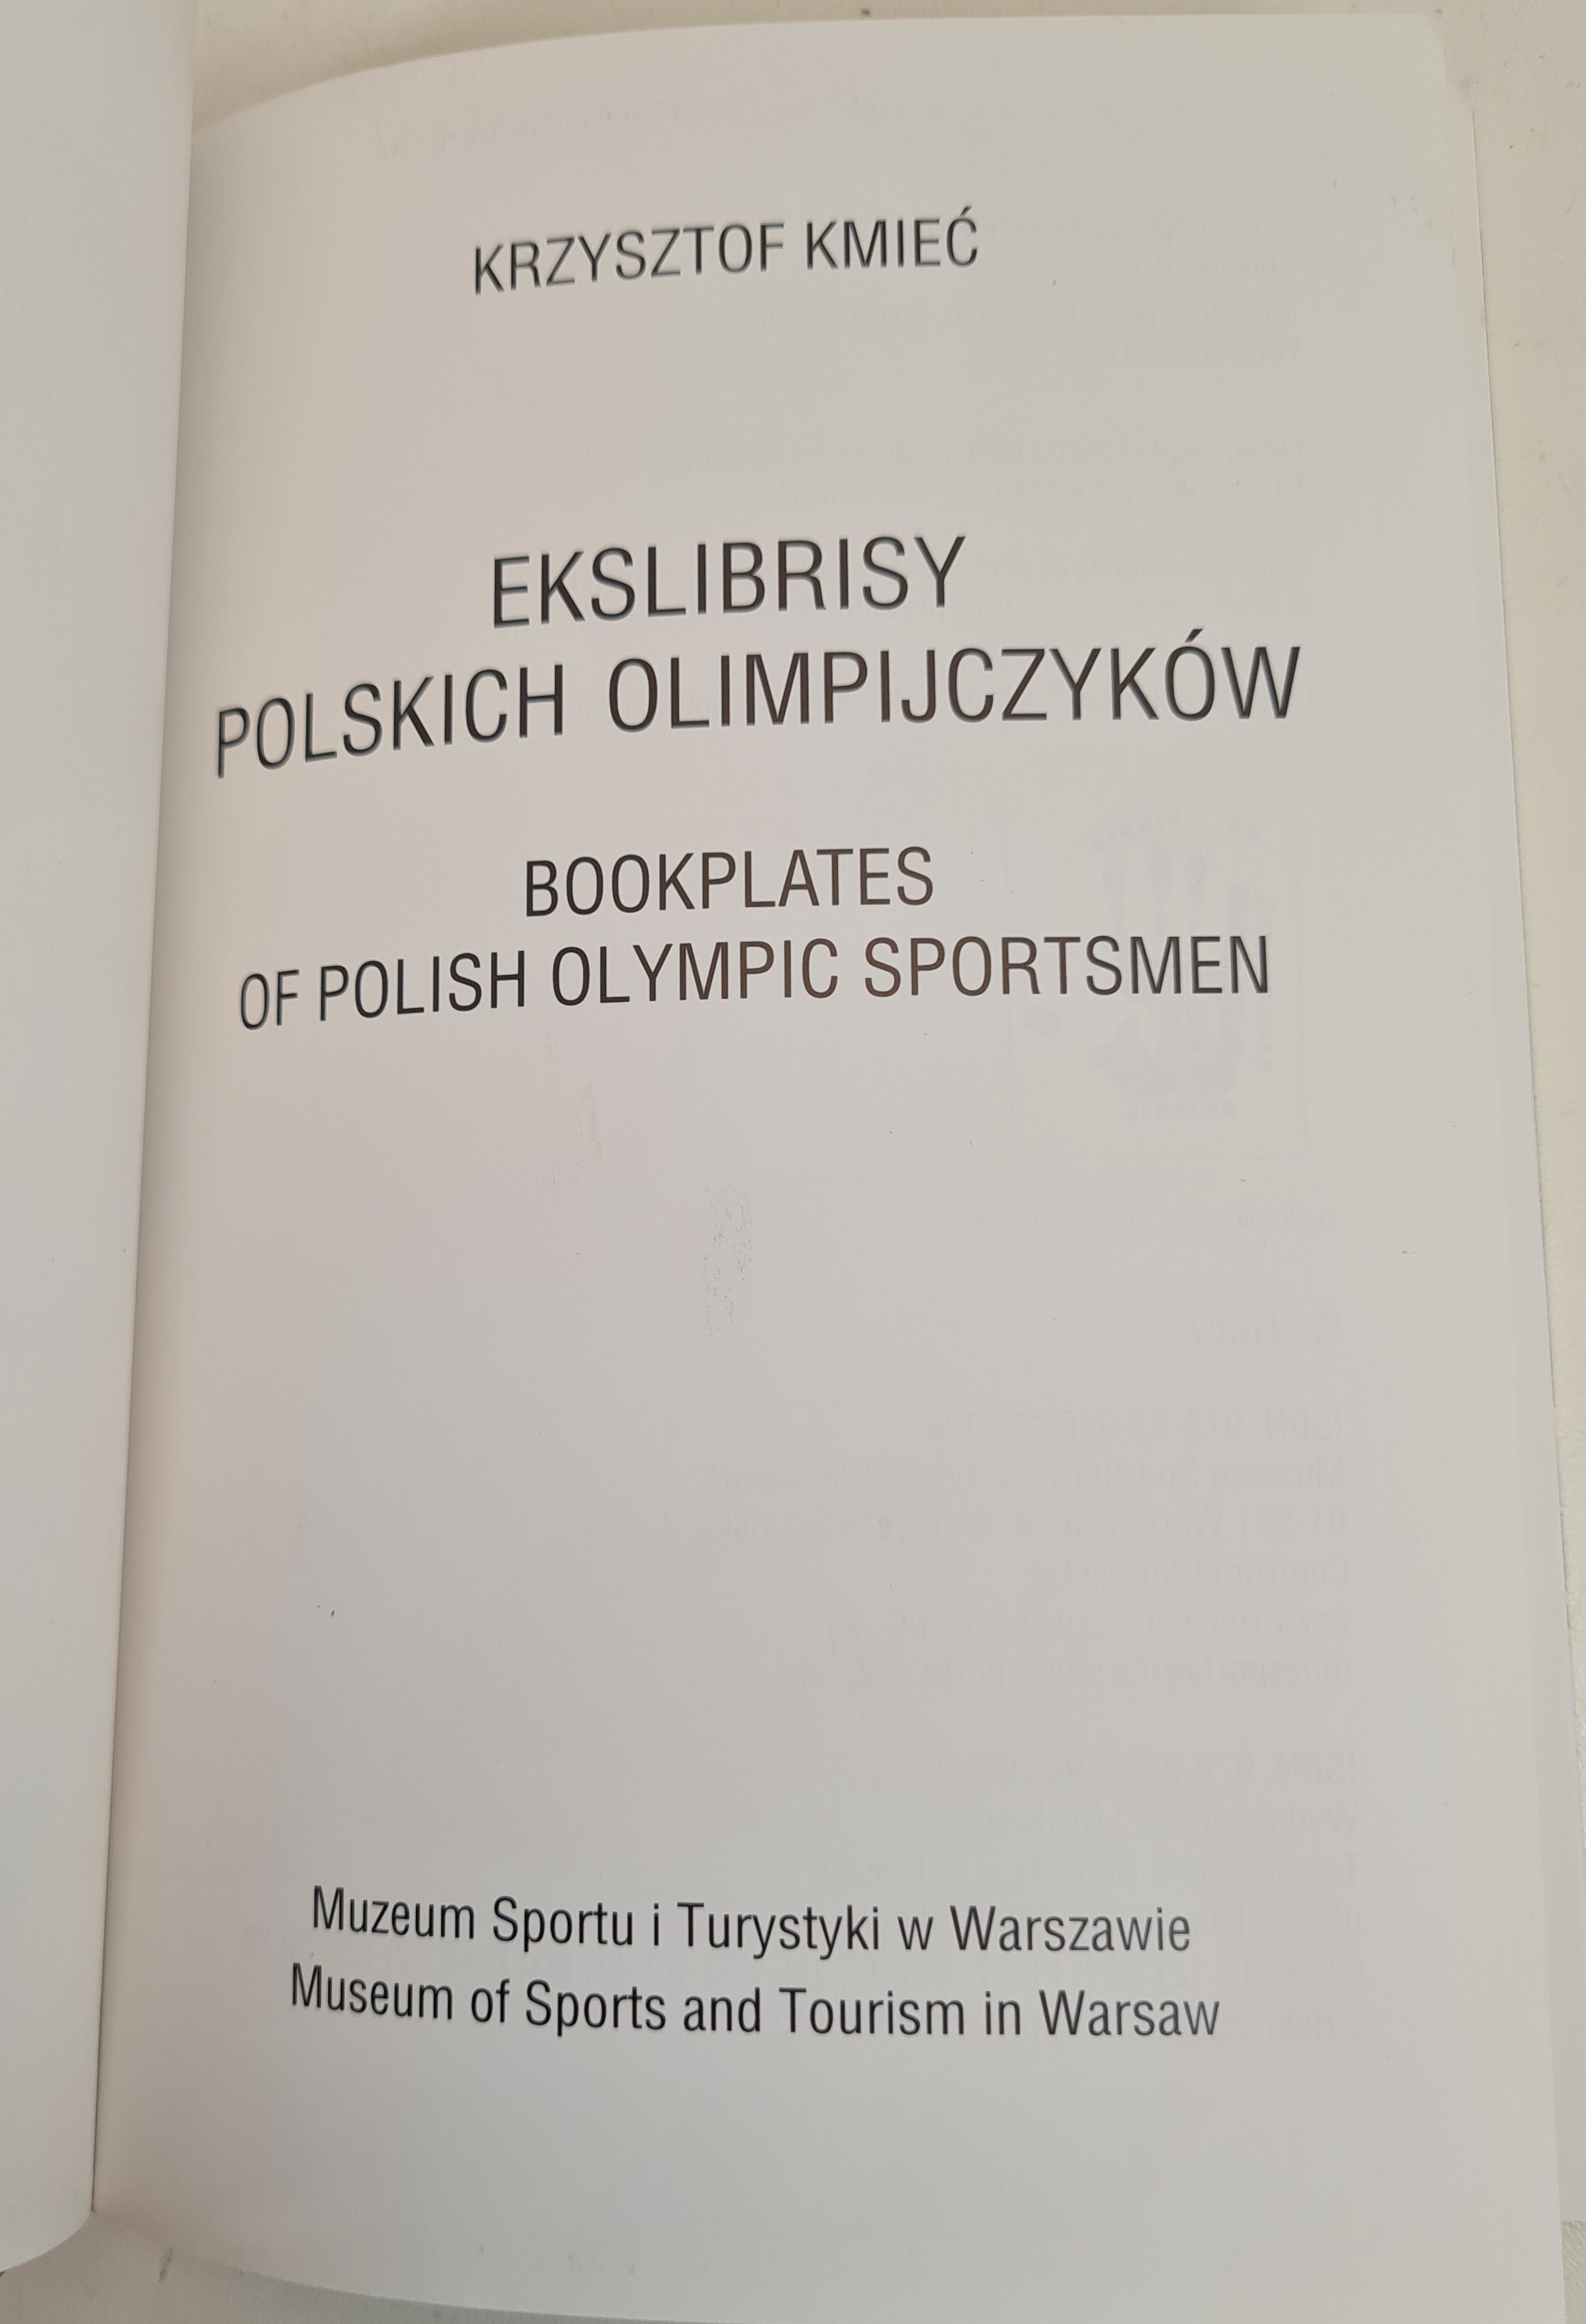 KRZYSZTOF KMIEĆ
EKSLIBRISY
POLSKICH OLIMPIJCZYKÓW
BOOKPLATES
OF POLISH OLYMPIC SPORTSMEN
Muzeum Sportu i Turystyki w Warszawie
Museum of Sports and Tourism in Warsaw